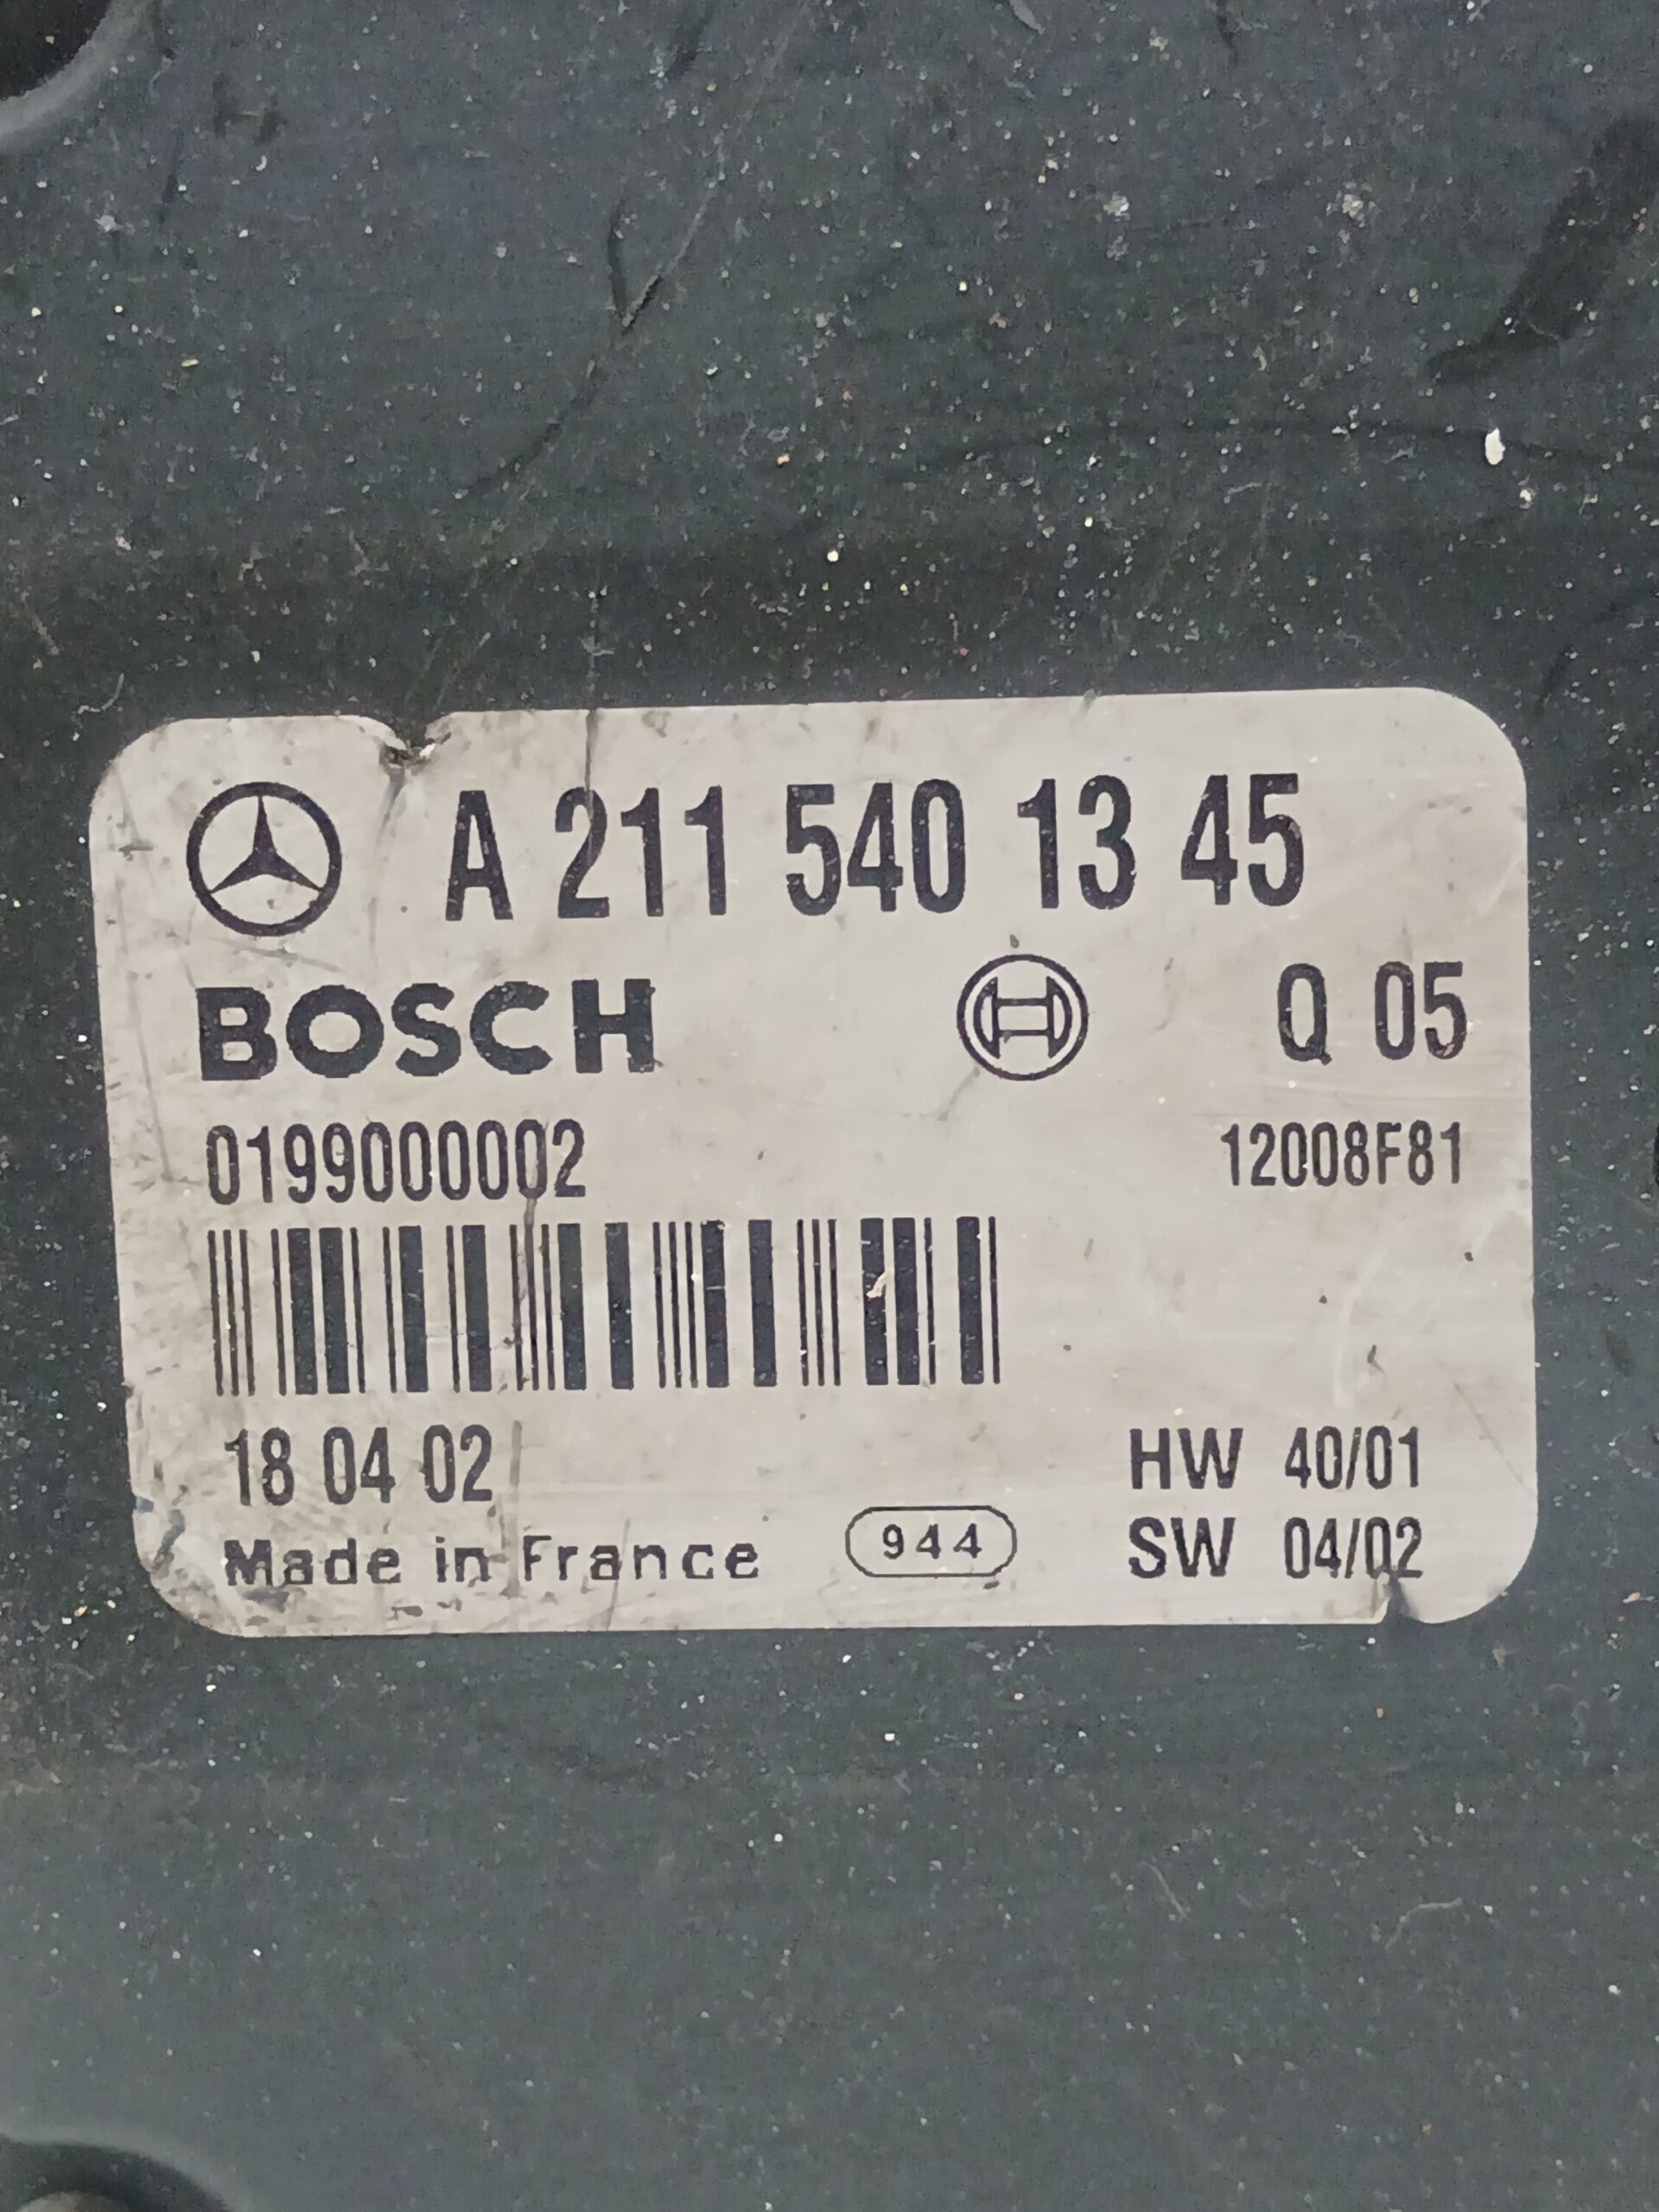 A 211 540 13 45
BOSCH Q 05
0199000002 12008F81
18 04 02 HW 40/01
Made in France 944 SW 04/02